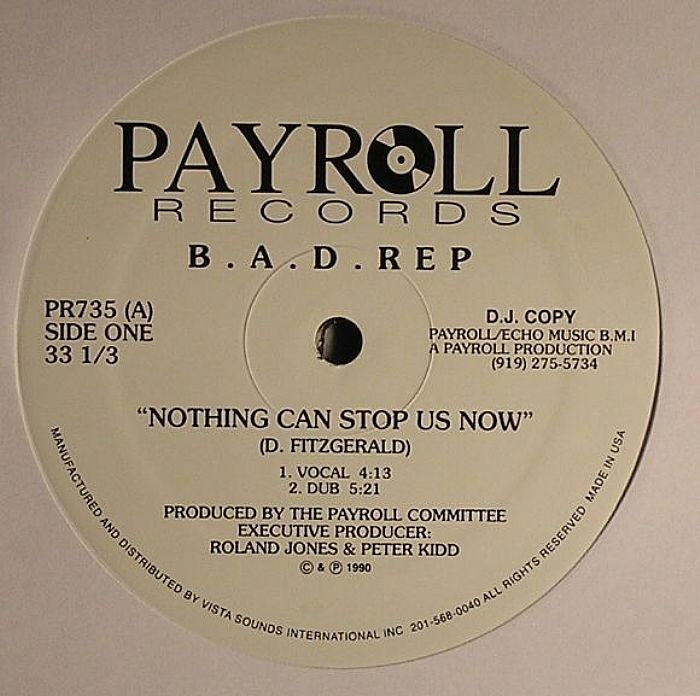 PAYROLL
RECORDS
B.A.D.REP
PR735 (A)
SIDE ONE
33 1/3
D.J. COPY
PAYROLL/ECHO MUSIC B.M.I
A PAYROLL PRODUCTION
(919) 275-5734
"NOTHING CAN STOP US NOW"
(D. FITZGERALD)
1. VOCAL 4:13
2. DUB 5:21
PRODUCED BY THE PAYROLL COMMITTEE
EXECUTIVE PRODUCER:
ROLAND JONES & PETER KIDD
© & ℗ 1990
MANUFACTURED AND DISTRIBUTED BY VISTA SOUNDS INTERNATIONAL INC 201-568-0040 ALL RIGHTS RESERVED MADE IN USA